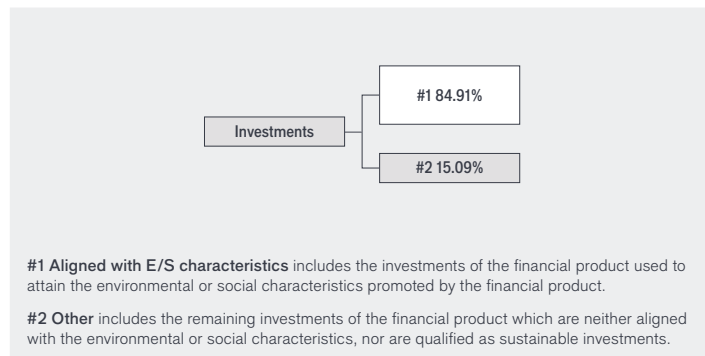 #1 84.91%
Investments
#2 15.09%
#1 Aligned with E/S characteristics includes the investments of the financial product used to
attain the environmental or social characteristics promoted by the financial product.
#2 Other includes the remaining investments of the financial product which are neither aligned
with the environmental or social characteristics, nor are qualified as sustainable investments.